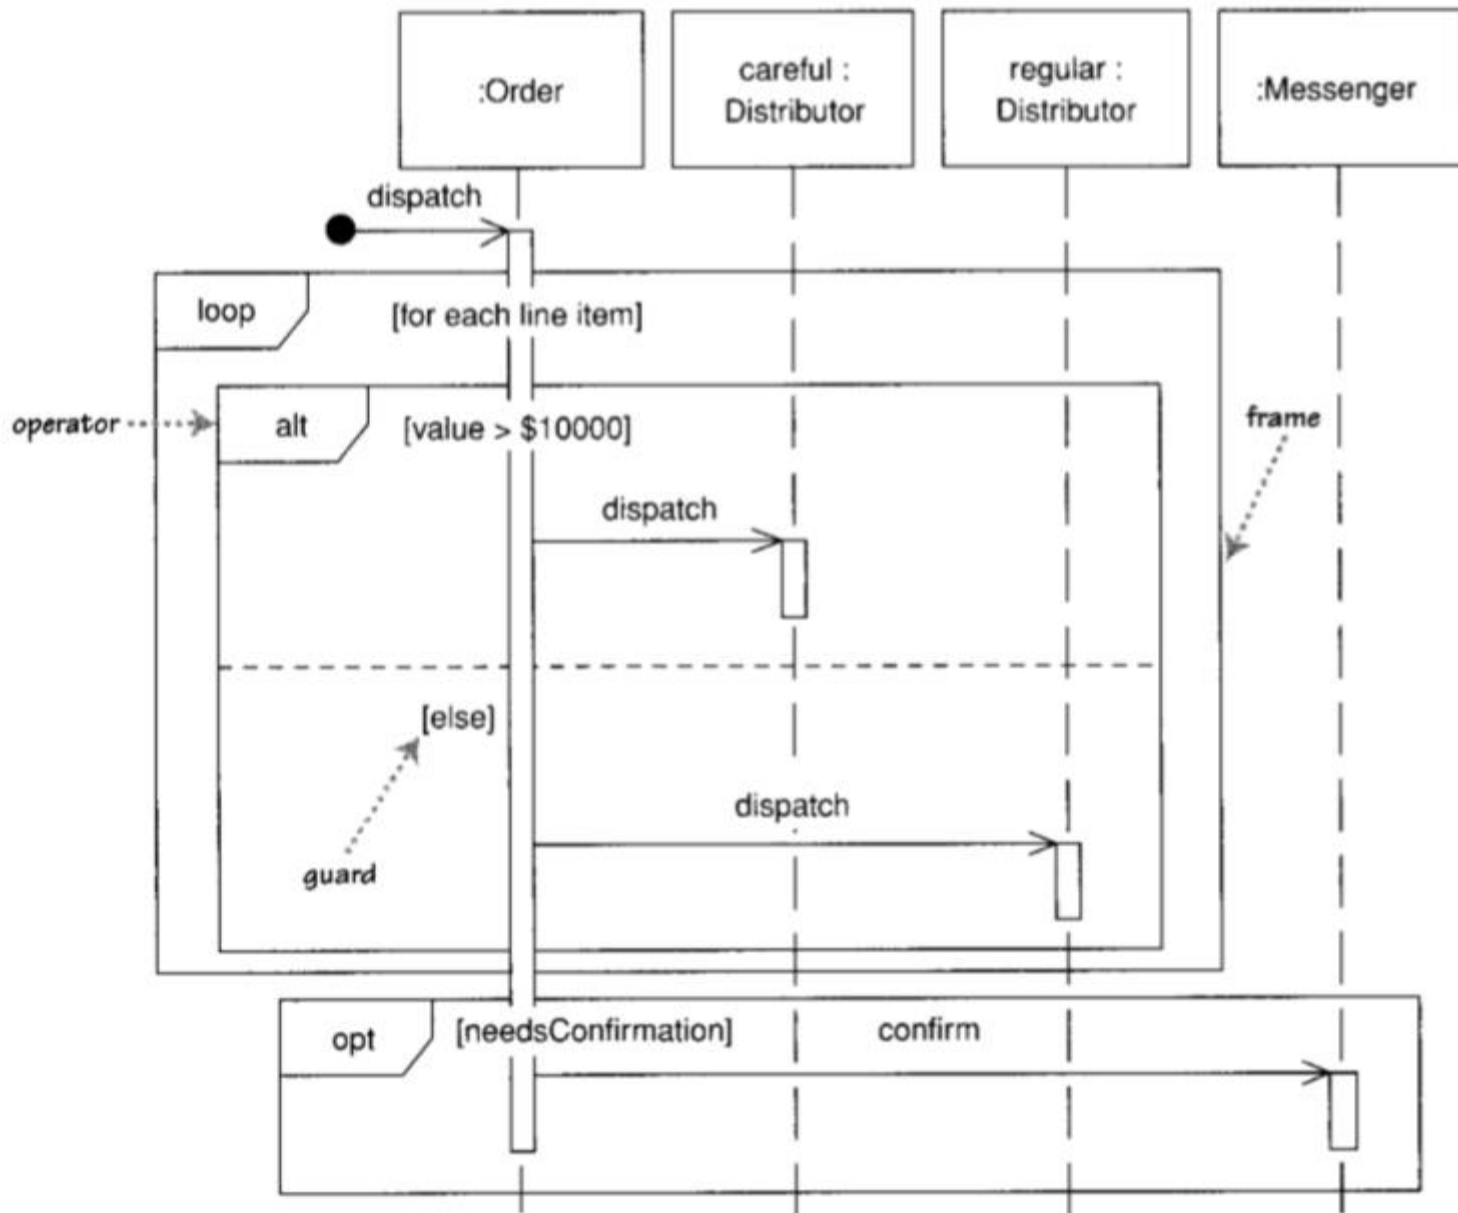 :Order
careful :
Distributor
regular :
Distributor
:Messenger
dispatch
loop
[for each line item]
operator
alt
[value > $10000]
frame
dispatch
[else]
dispatch
guard
opt
[needsConfirmation]
confirm